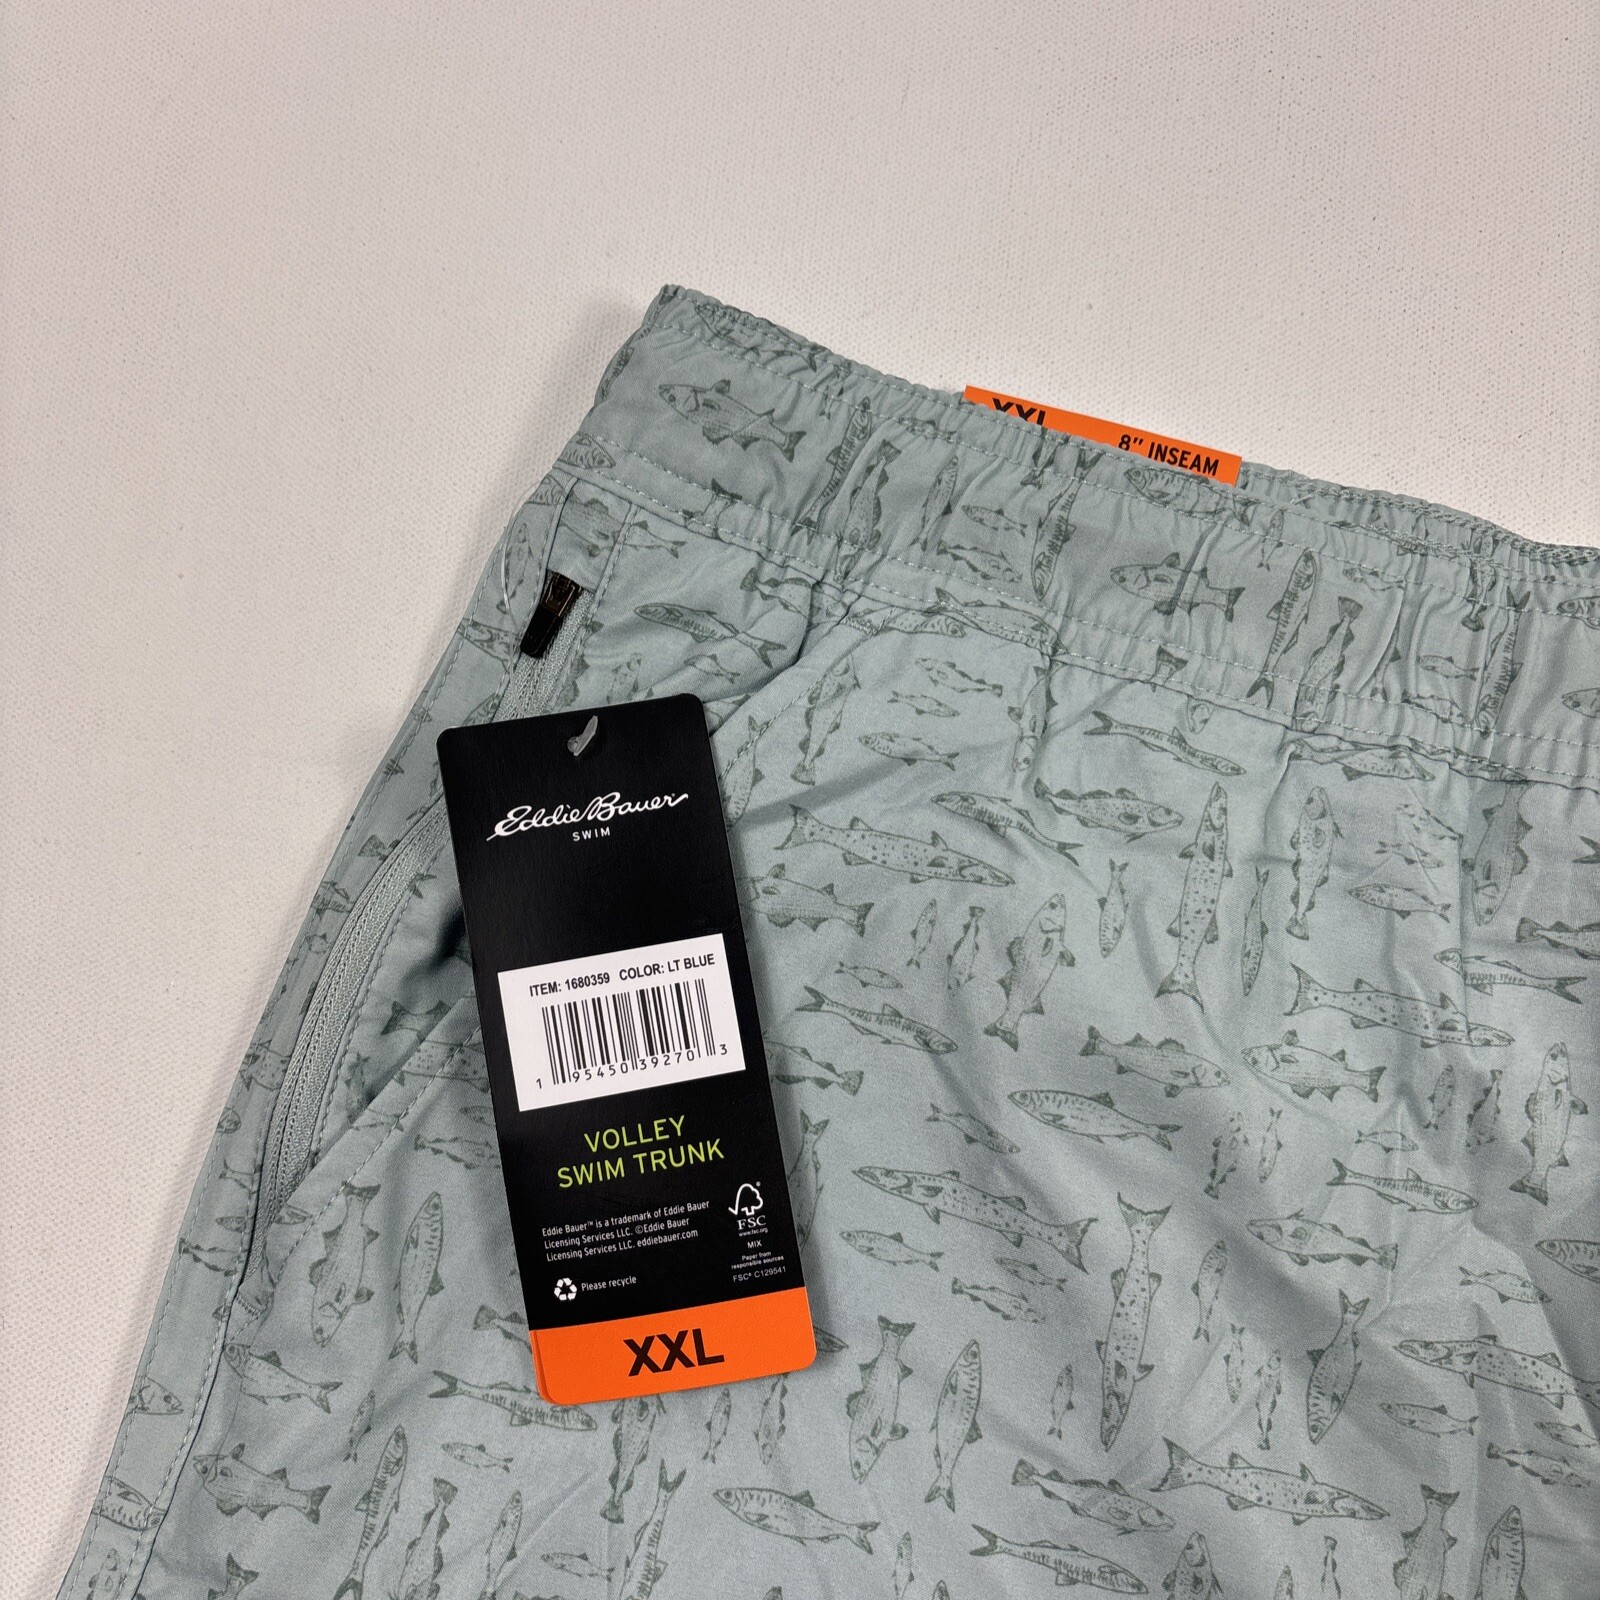 XXL
8" INSEAM
Eddie Bauer
SWIM
ITEM: 1680359 COLOR: LT BLUE
1 95450 39270 3
VOLLEY
SWIM TRUNK
Eddie Bauer™ is a trademark of Eddie Bauer
Licensing Services LLC. ©Eddie Bauer
Licensing Services LLC. eddiebauer.com
Please recycle
FSC
www.fsc.org
MIX
Paper from
responsible sources
FSC® C129541
XXL